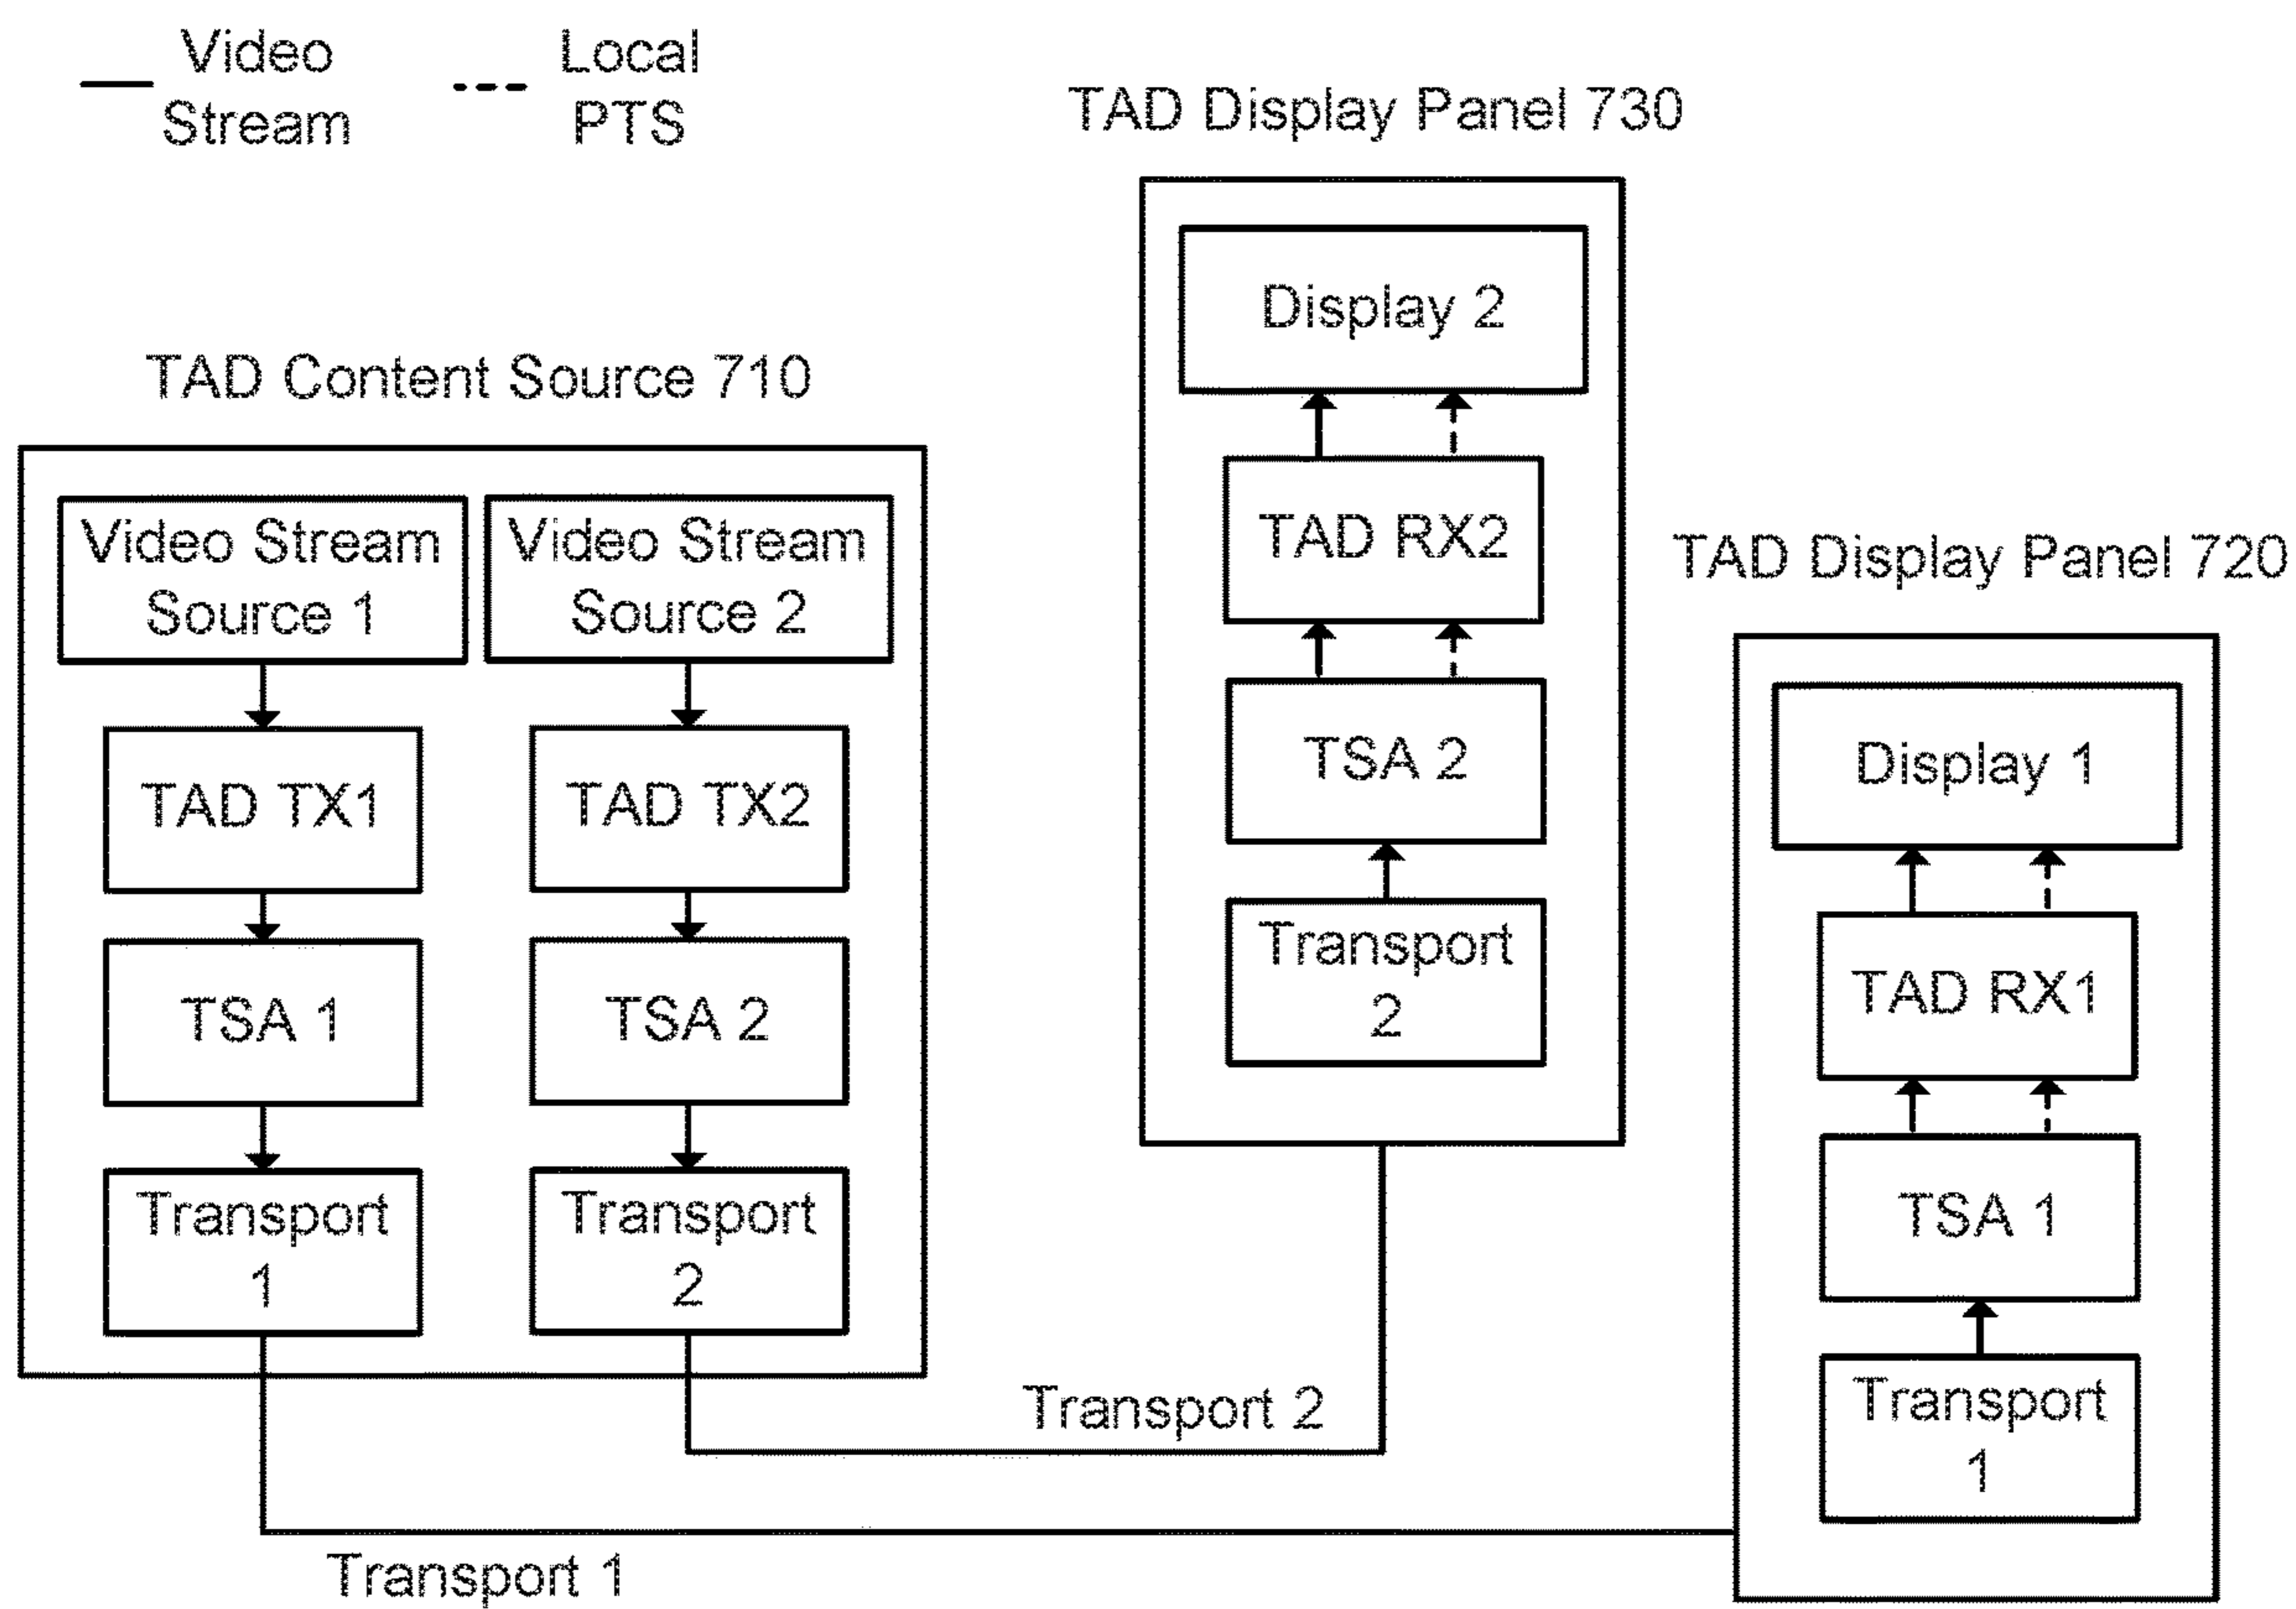 Video
Stream
Local
PTS
TAD Display Panel 730
Display 2
TAD RX2
TSA 2
Transport
2
TAD Content Source 710
Video Stream
Source 1
Video Stream
Source 2
TAD TX1
TAD TX2
TSA 1
TSA 2
Transport
1
Transport
2
TAD Display Panel 720
Display 1
TAD RX1
TSA 1
Transport
1
Transport 2
Transport 1